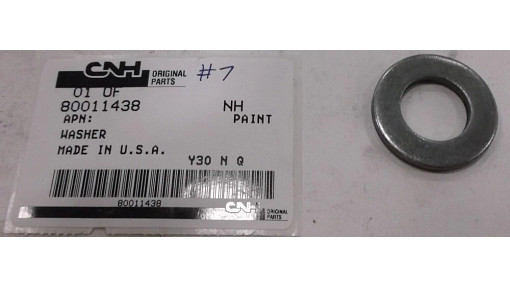 CNH ORIGINAL PARTS #7
01 OF
80011438 NH
APN: PAINT
WASHER
MADE IN U.S.A.
Y30 N Q
80011438
CNH ORIGINAL PARTS